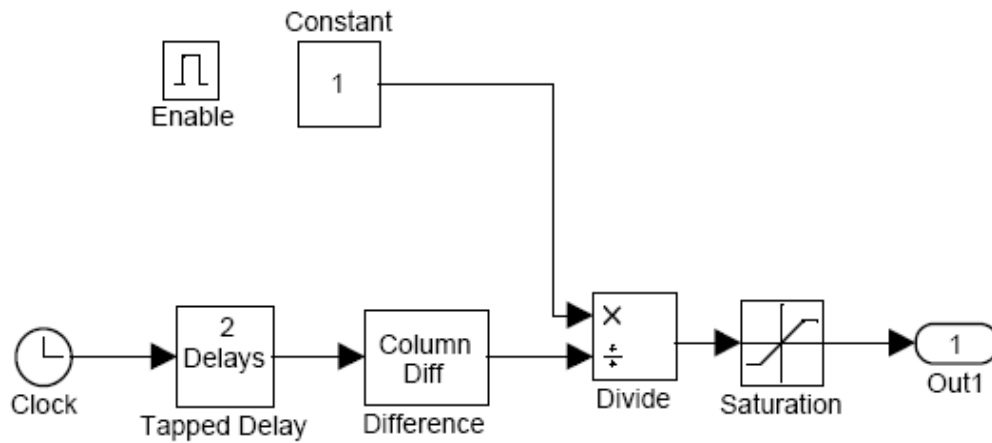 Constant
1
Enable
2
Delays
Column
Diff
×
÷
1
Clock
Tapped Delay
Difference
Divide
Saturation
Out1